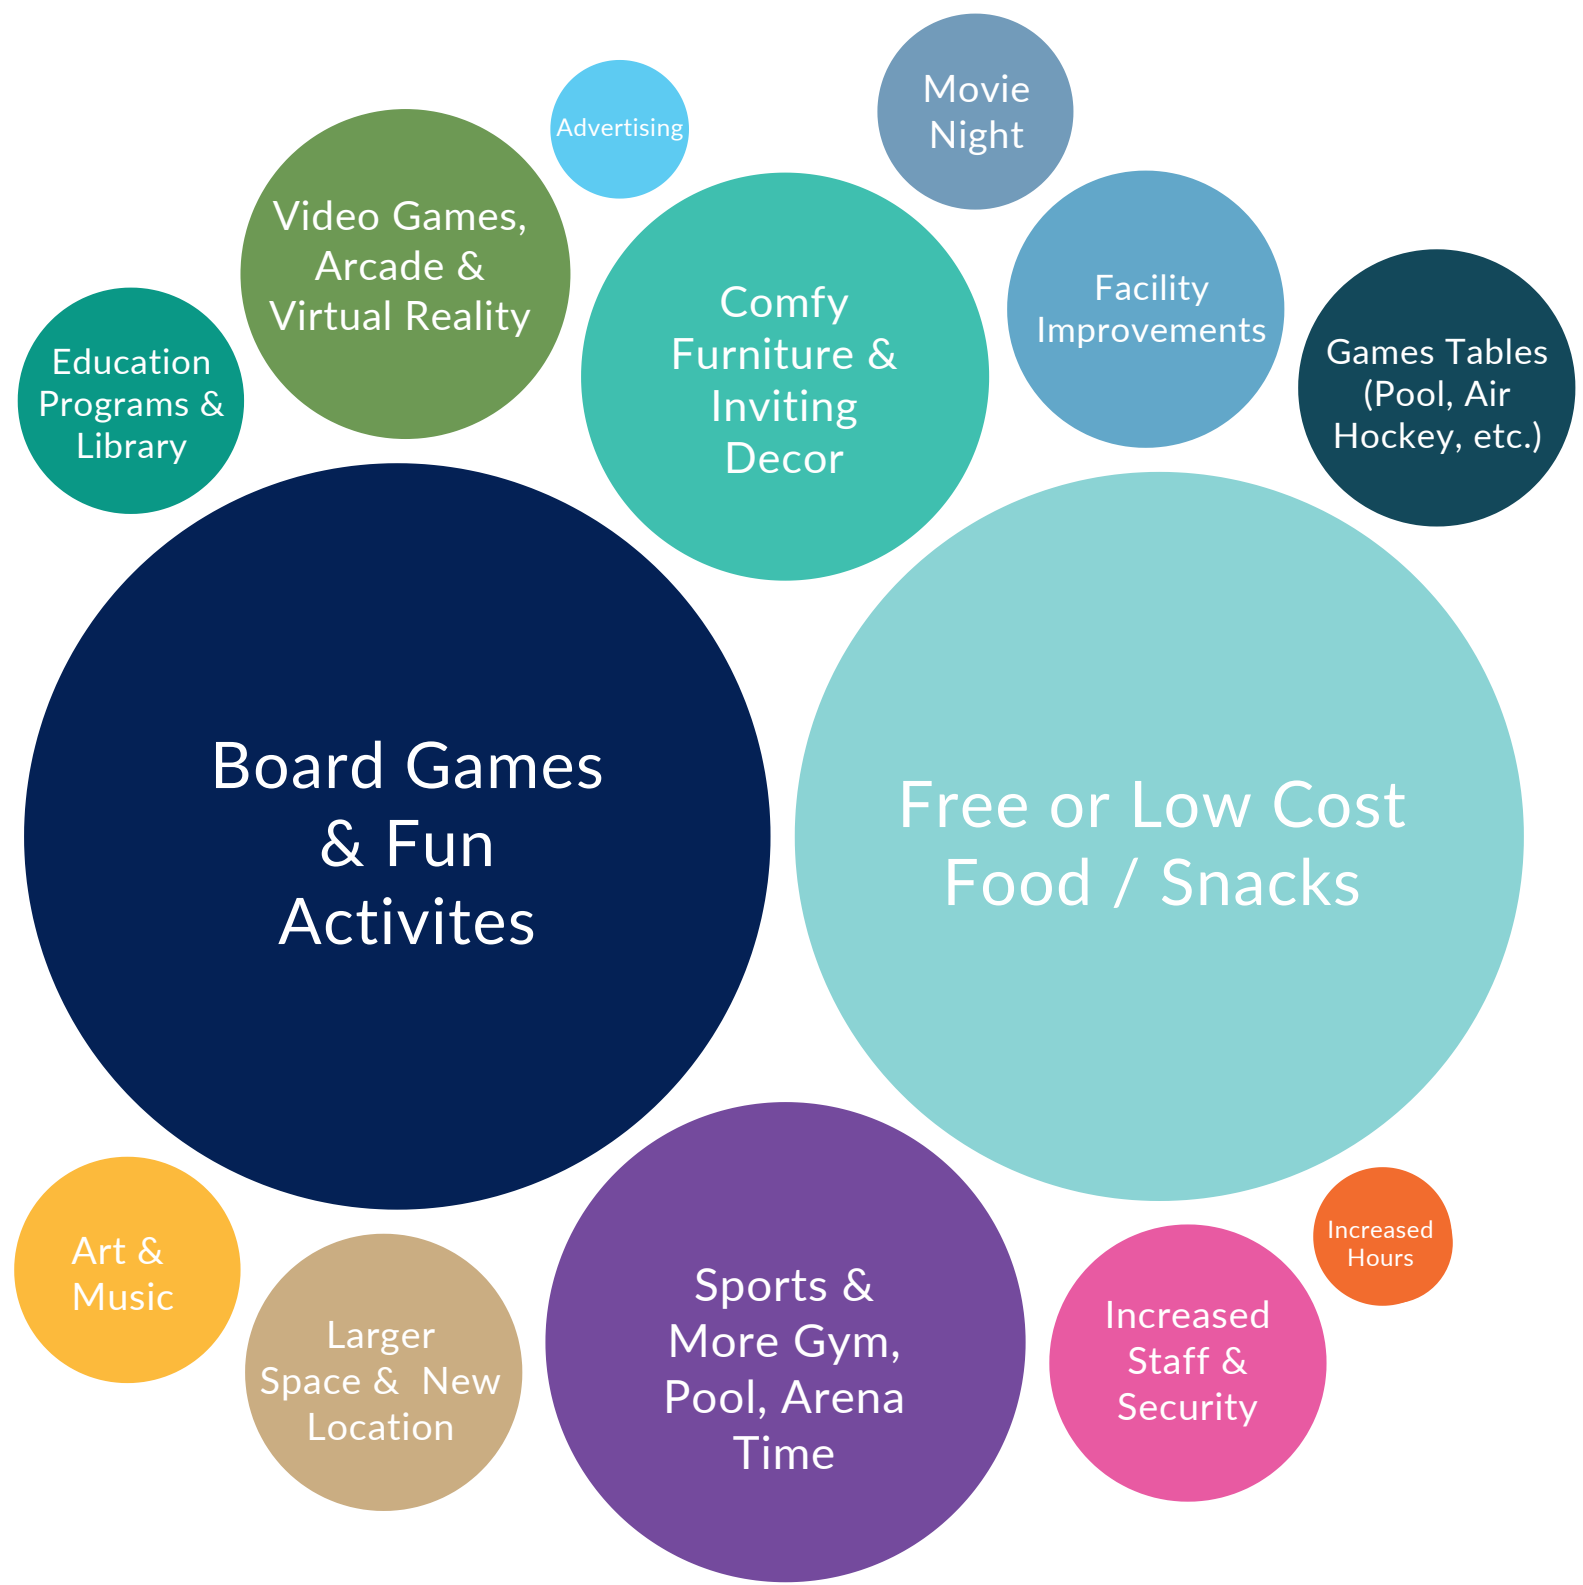 Movie
Night
Advertising
Video Games,
Arcade &
Virtual Reality
Comfy
Furniture &
Inviting
Decor
Facility
Improvements
Games Tables
(Pool, Air
Hockey, etc.)
Education
Programs &
Library
Board Games
& Fun
Activites
Free or Low Cost
Food / Snacks
Art &
Music
Larger
Space &  New
Location
Sports &
More Gym,
Pool, Arena
Time
Increased
Staff &
Security
Increased
Hours